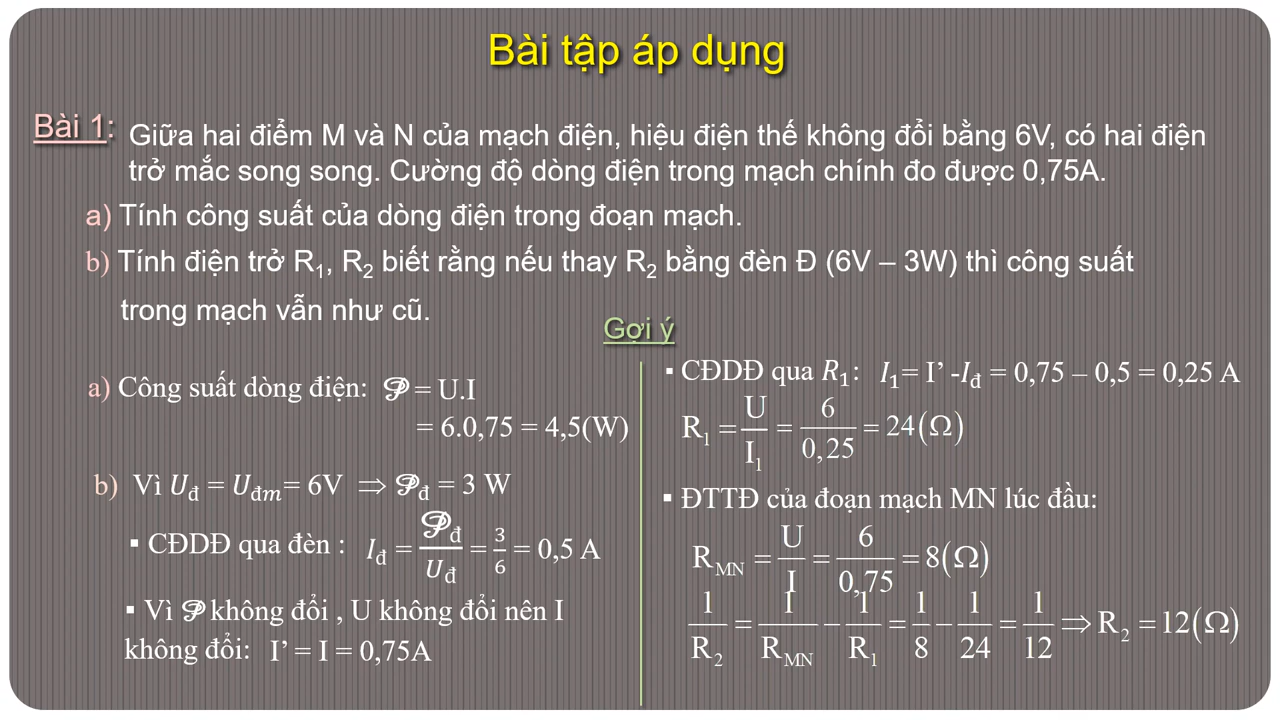 Bài tập áp dụng
Bài 1: Giữa hai điểm M và N của mạch điện, hiệu điện thế không đổi bằng 6V, có hai điện
trở mắc song song. Cường độ dòng điện trong mạch chính đo được 0,75A.
a) Tính công suất của dòng điện trong đoạn mạch.
b) Tính điện trở R₁, R₂ biết rằng nếu thay R₂ bằng đèn Đ (6V – 3W) thì công suất
trong mạch vẫn như cũ.
Gợi ý
a) Công suất dòng điện: 𝒫 = U.I
= 6.0,75 = 4,5(W)
b) Vì Uđ = Uđm= 6V ⇒ 𝒫đ = 3 W
▪ CĐDĐ qua đèn : Iđ = 𝒫đ/Uđ = 3/6 = 0,5 A
▪ Vì 𝒫 không đổi , U không đổi nên I
không đổi: I' = I = 0,75A
▪ CĐDĐ qua R₁: I₁= I' -Iđ = 0,75 – 0,5 = 0,25 A
R₁ = U/I₁ = 6/0,25 = 24(Ω)
▪ ĐTTĐ của đoạn mạch MN lúc đầu:
R_MN = U/I = 6/0,75 = 8(Ω)
1/R₂ = 1/R_MN − 1/R₁ = 1/8 − 1/24 = 1/12 ⇒ R₂ = 12(Ω)